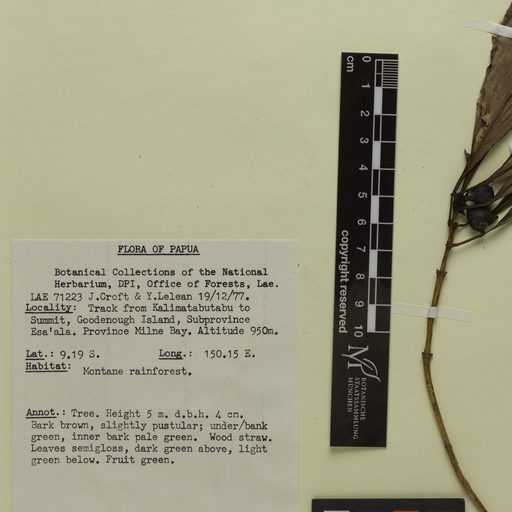 FLORA OF PAPUA
Botanical Collections of the National
Herbarium, DPI, Office of Forests, Lae.
LAE 71223 J.Croft & Y.Lelean 19/12/77.
Locality: Track from Kalimatabutabu to
Summit, Goodenough Island, Subprovince
Esa'ala. Province Milne Bay. Altitude 950m.
Lat.: 9.19 S. Long.: 150.15 E.
Habitat: Montane rainforest.
Annot.: Tree. Height 5 m. d.b.h. 4 cm.
Bark brown, slightly pustular; under/bank
green, inner bark pale green. Wood straw.
Leaves semigloss, dark green above, light
green below. Fruit green.
cm
0
1
2
3
4
5
6
7
8
9
10
copyright reserved
BOTANISCHE
STAATSSAMMLUNG
MÜNCHEN